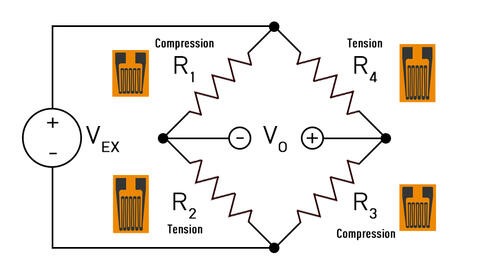 Compression
R1
Tension
R4
+
-
VEX
- VO +
R2
Tension
R3
Compression